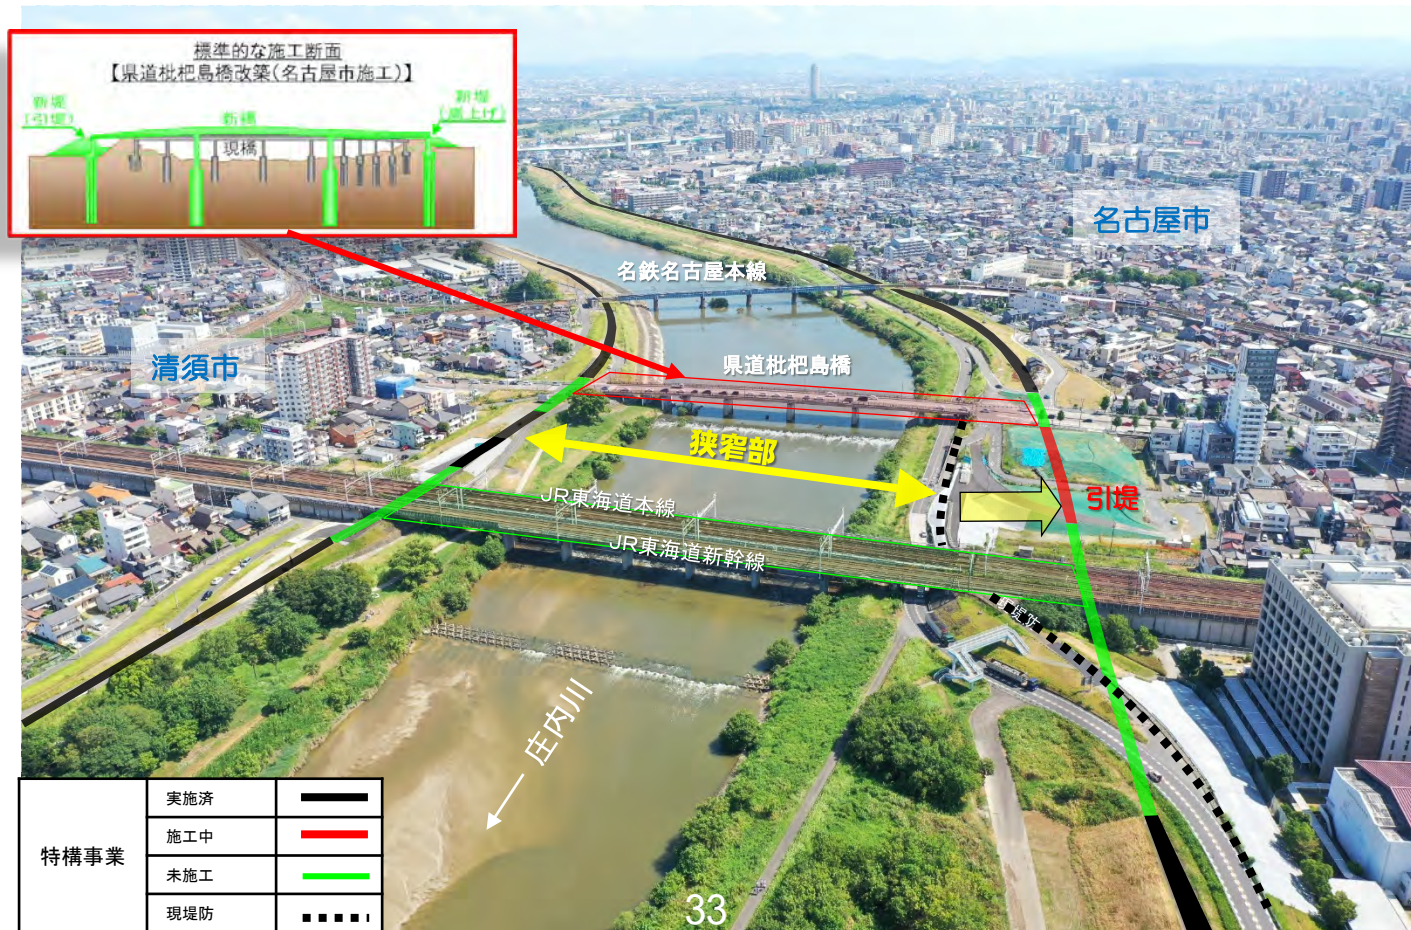 標準的な施工断面
【県道枇杷島橋改築(名古屋市施工)】
新堤
(引堤)
新橋
新堤
(嵩上げ)
現橋
名古屋市
名鉄名古屋本線
清須市
県道枇杷島橋
狭窄部
引堤
JR東海道本線
JR東海道新幹線
現堤防
庄内川
特構事業
実施済
施工中
未施工
現堤防
33